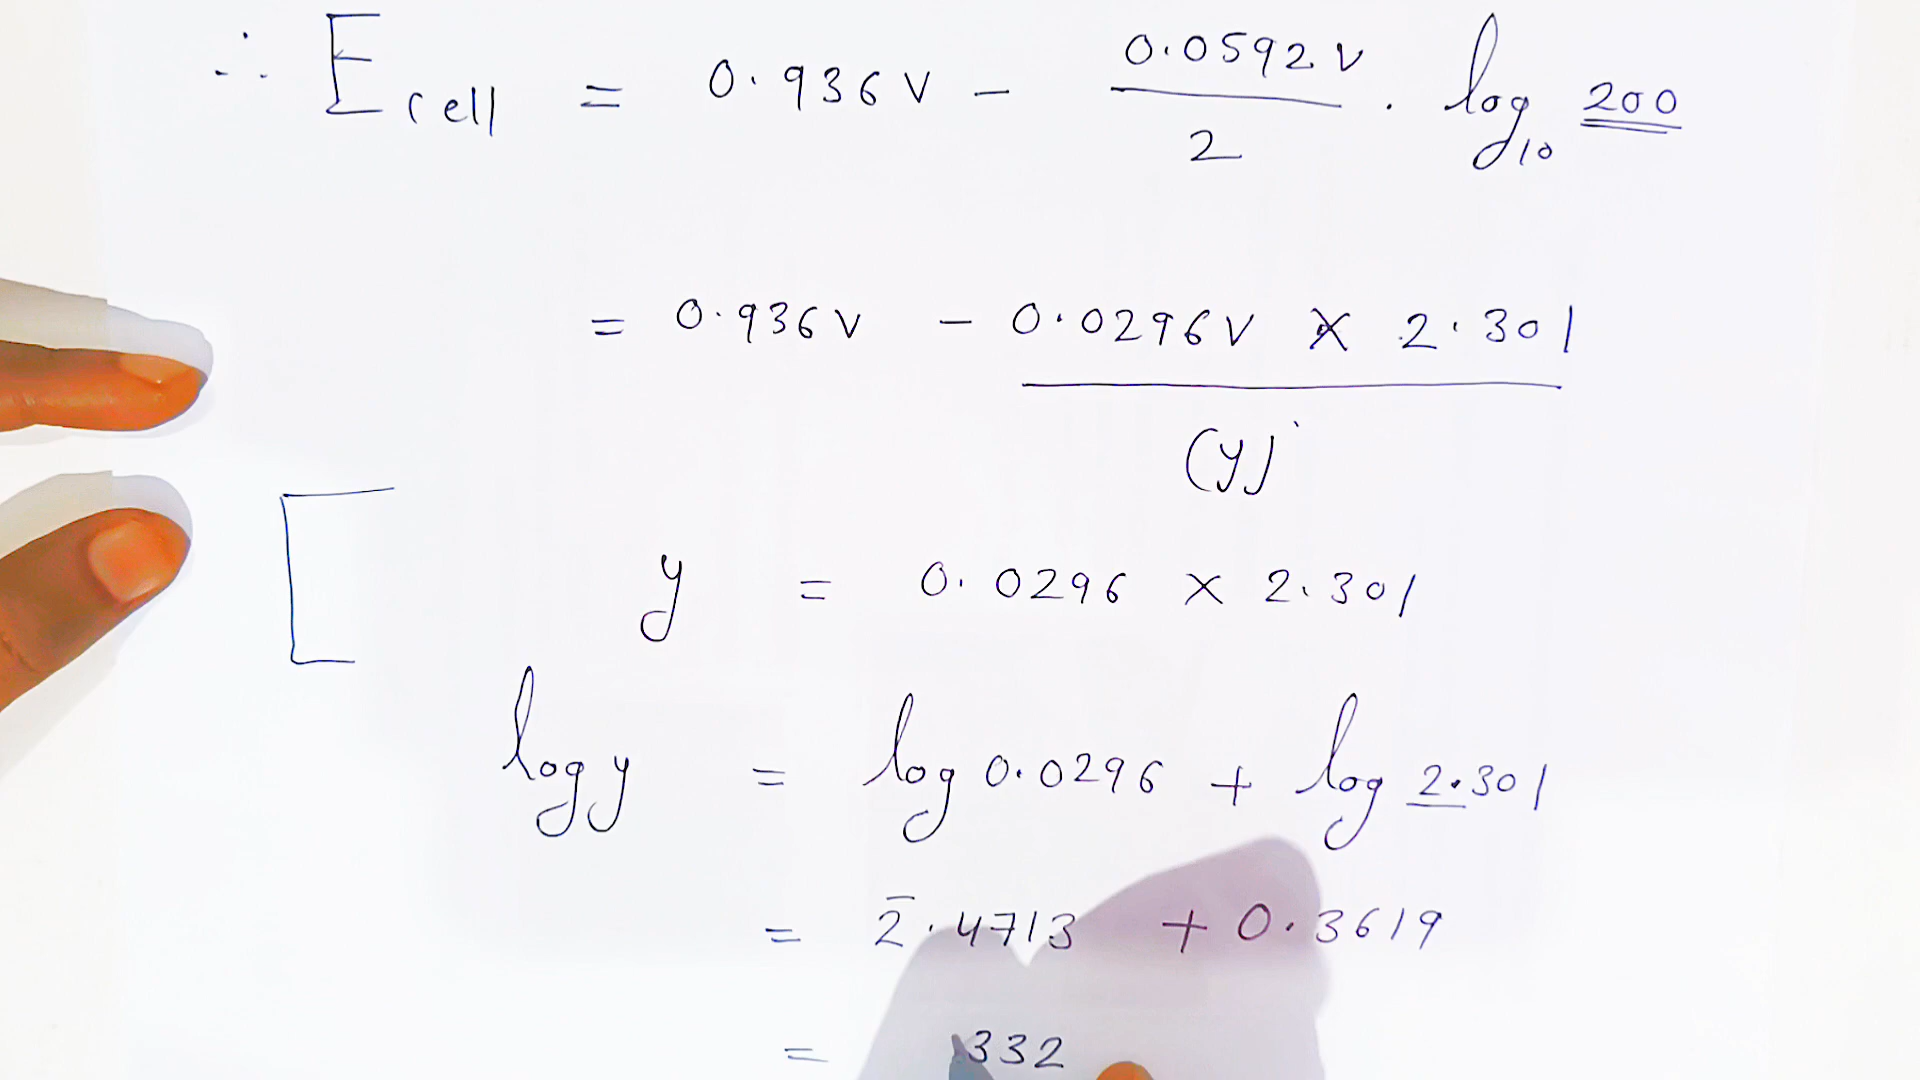 ∴ Ecell = 0.936 V - 0.0592 V / 2 . log10 200
= 0.936 V - 0.0296 V × 2.301
(y)
y = 0.0296 × 2.301
log y = log 0.0296 + log 2.301
= 2̅.4713 + 0.3619
= 332